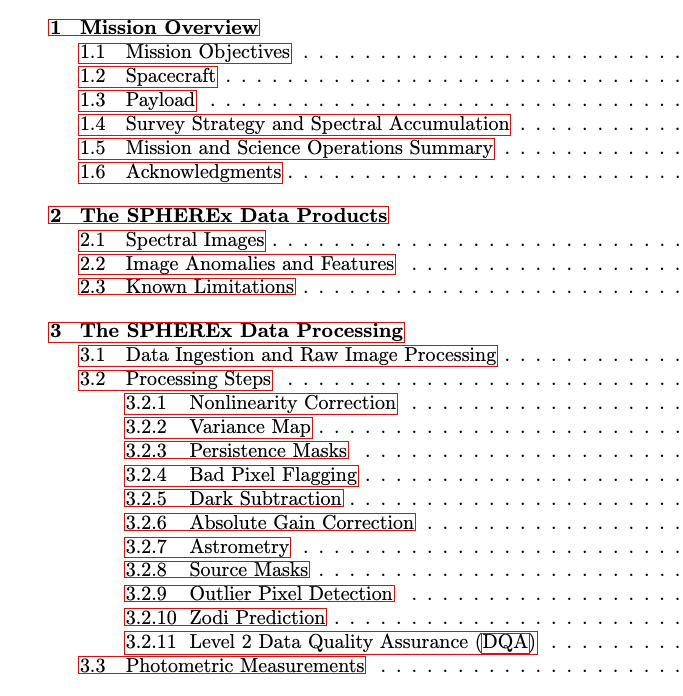 1 Mission Overview
1.1 Mission Objectives . . . . . . . . . . . . . . . . . . . . . . . . .
1.2 Spacecraft . . . . . . . . . . . . . . . . . . . . . . . . . . . . . .
1.3 Payload . . . . . . . . . . . . . . . . . . . . . . . . . . . . . . .
1.4 Survey Strategy and Spectral Accumulation . . . . . . . . . . .
1.5 Mission and Science Operations Summary . . . . . . . . . . . .
1.6 Acknowledgments . . . . . . . . . . . . . . . . . . . . . . . . . .
2 The SPHEREx Data Products
2.1 Spectral Images . . . . . . . . . . . . . . . . . . . . . . . . . . .
2.2 Image Anomalies and Features . . . . . . . . . . . . . . . . . .
2.3 Known Limitations . . . . . . . . . . . . . . . . . . . . . . . . .
3 The SPHEREx Data Processing
3.1 Data Ingestion and Raw Image Processing . . . . . . . . . . . .
3.2 Processing Steps . . . . . . . . . . . . . . . . . . . . . . . . . .
3.2.1 Nonlinearity Correction . . . . . . . . . . . . . . . . . .
3.2.2 Variance Map . . . . . . . . . . . . . . . . . . . . . . . .
3.2.3 Persistence Masks . . . . . . . . . . . . . . . . . . . . .
3.2.4 Bad Pixel Flagging . . . . . . . . . . . . . . . . . . . . .
3.2.5 Dark Subtraction . . . . . . . . . . . . . . . . . . . . . .
3.2.6 Absolute Gain Correction . . . . . . . . . . . . . . . . .
3.2.7 Astrometry . . . . . . . . . . . . . . . . . . . . . . . . .
3.2.8 Source Masks . . . . . . . . . . . . . . . . . . . . . . . .
3.2.9 Outlier Pixel Detection . . . . . . . . . . . . . . . . . . .
3.2.10 Zodi Prediction . . . . . . . . . . . . . . . . . . . . . . .
3.2.11 Level 2 Data Quality Assurance (DQA) . . . . . . . . .
3.3 Photometric Measurements . . . . . . . . . . . . . . . . . . . .